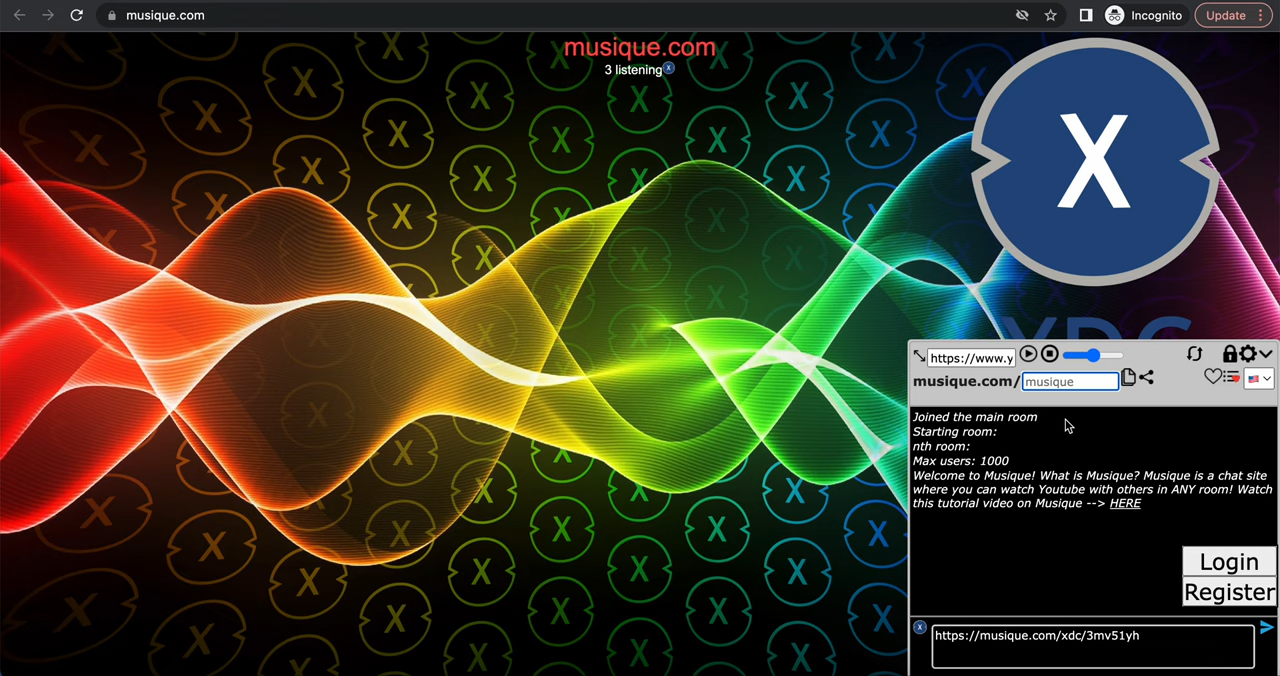 musique.com
Incognito
Update
musique.com
3 listening
X
https://www.y
musique.com/
musique
Joined the main room
Starting room:
nth room:
Max users: 1000
Welcome to Musique! What is Musique? Musique is a chat site
where you can watch Youtube with others in ANY room! Watch
this tutorial video on Musique --> HERE
Login
Register
https://musique.com/xdc/3mv51yh